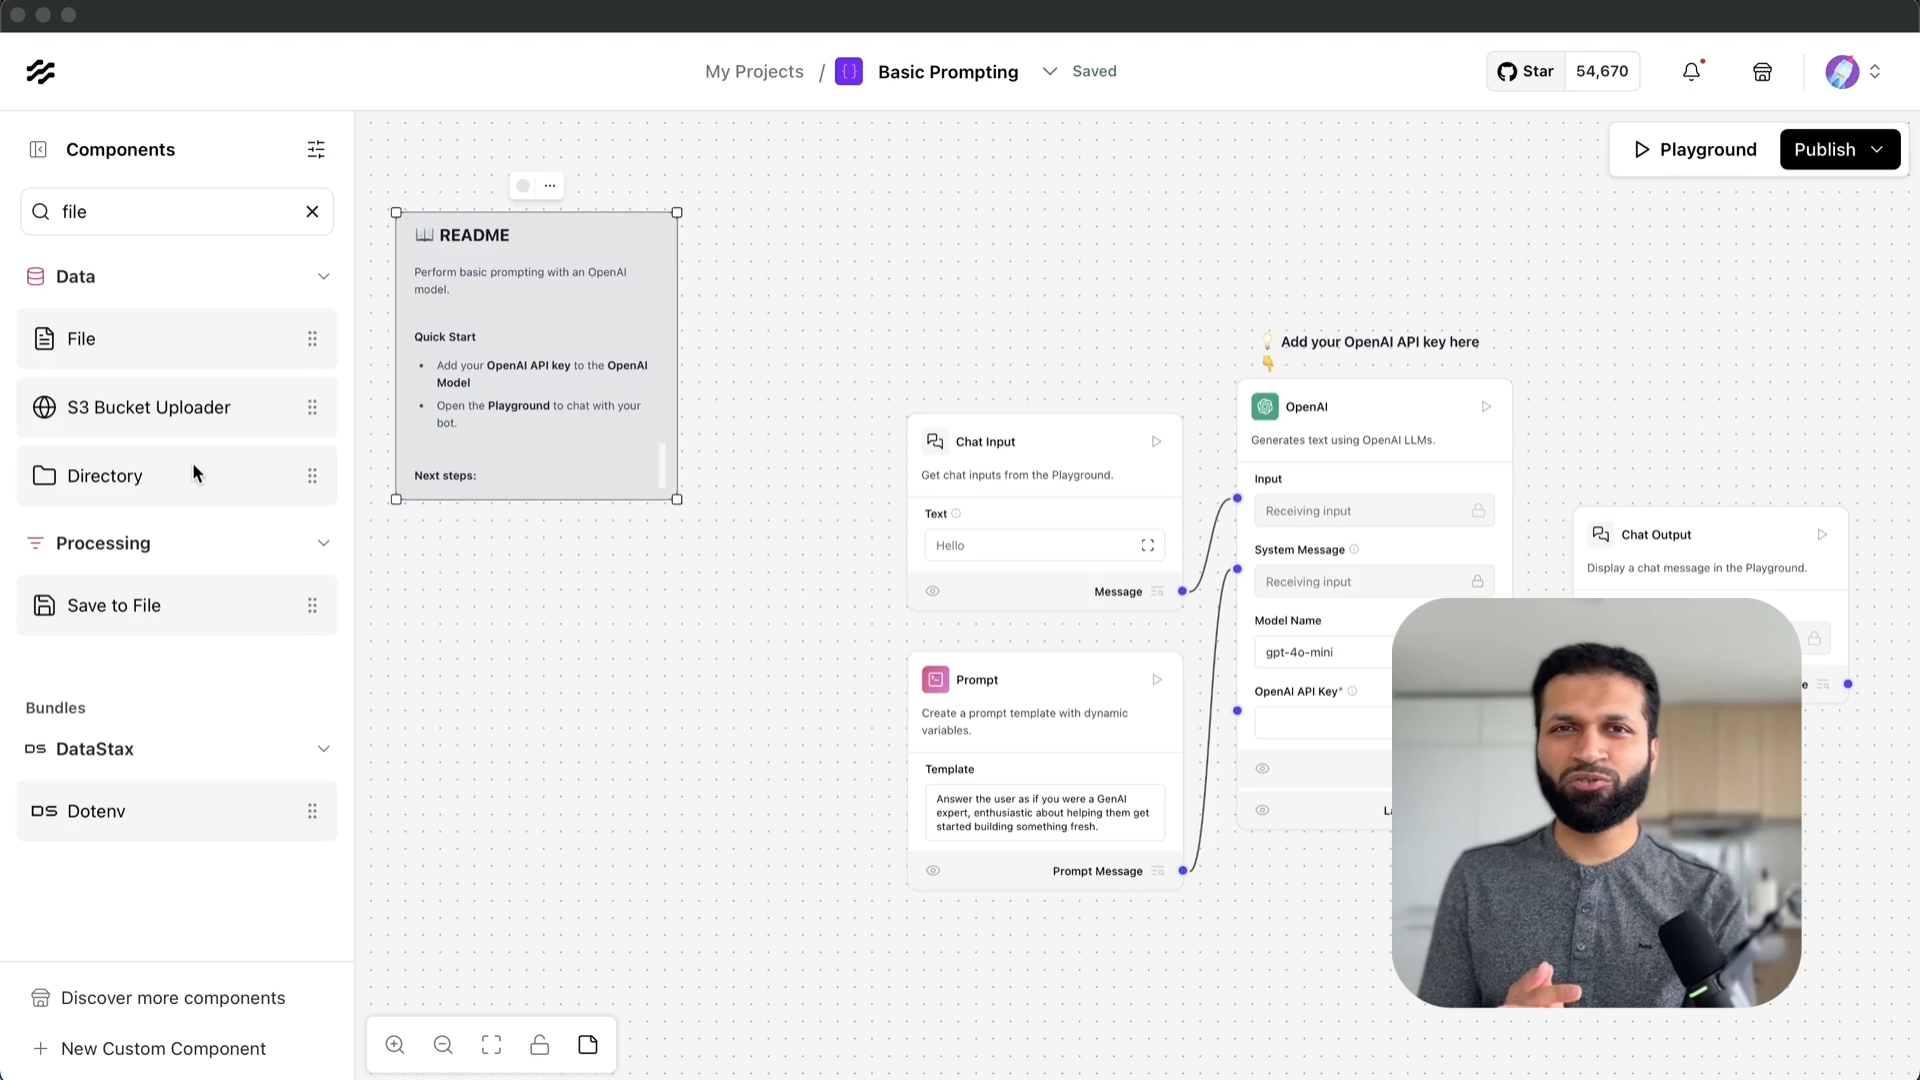 My Projects / Basic Prompting Saved
Star 54,670
Components
file
Data
File
S3 Bucket Uploader
Directory
Processing
Save to File
Bundles
DS DataStax
DS Dotenv
Discover more components
New Custom Component
Playground
Publish
📖 README
Perform basic prompting with an OpenAI
model.
Quick Start
• Add your OpenAI API key to the OpenAI
Model
• Open the Playground to chat with your
bot.
Next steps:
Chat Input
Get chat inputs from the Playground.
Text
Hello
Message
Prompt
Create a prompt template with dynamic
variables.
Template
Answer the user as if you were a GenAI
expert, enthusiastic about helping them get
started building something fresh.
Prompt Message
💡 Add your OpenAI API key here
👇
OpenAI
Generates text using OpenAI LLMs.
Input
Receiving input
System Message
Receiving input
Model Name
gpt-4o-mini
OpenAI API Key*
Chat Output
Display a chat message in the Playground.